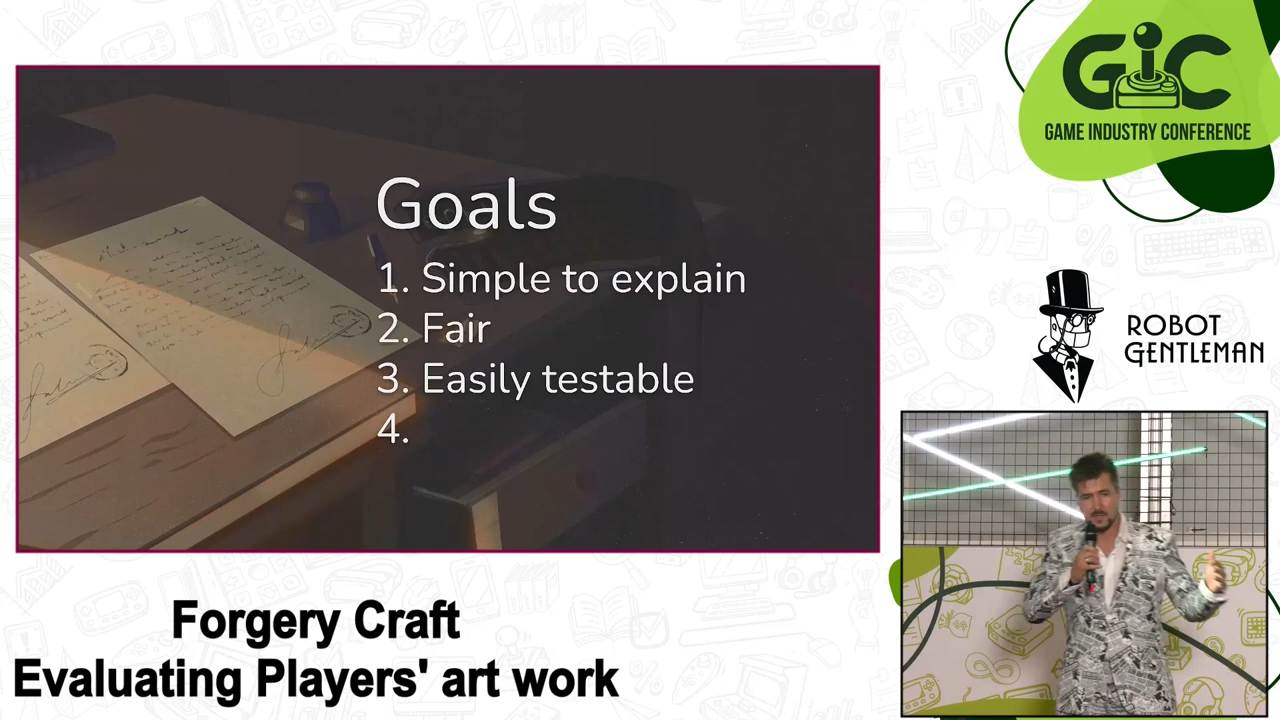 Goals
1. Simple to explain
2. Fair
3. Easily testable
4.
GIC
GAME INDUSTRY CONFERENCE
ROBOT
GENTLEMAN
Forgery Craft
Evaluating Players' art work